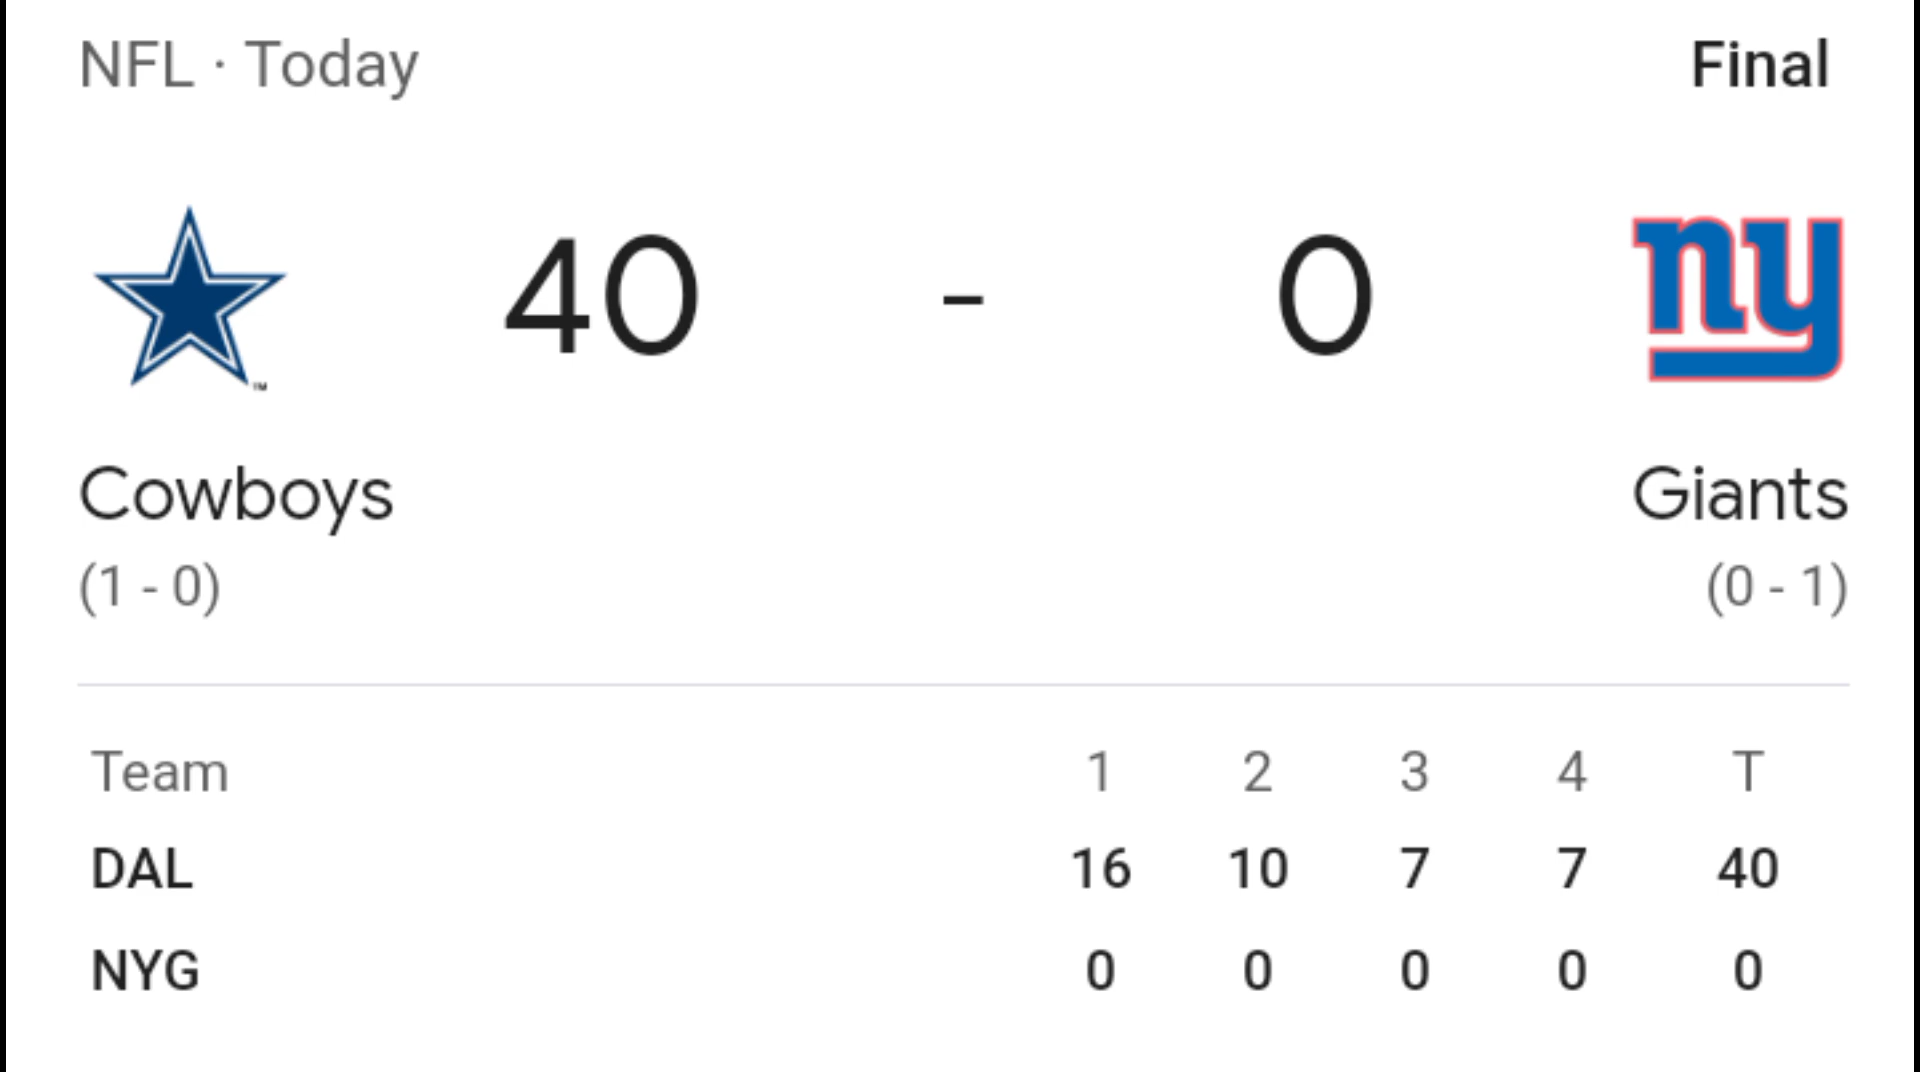 NFL · Today Final
40 - 0 ny
TM
Cowboys Giants
(1 - 0) (0 - 1)
Team 1 2 3 4 T
DAL 16 10 7 7 40
NYG 0 0 0 0 0